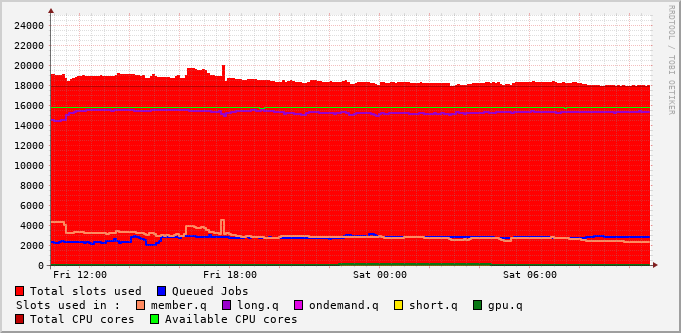 24000
22000
20000
18000
16000
14000
12000
10000
8000
6000
4000
2000
0
Fri 12:00 Fri 18:00 Sat 00:00 Sat 06:00
Total slots used Queued Jobs
Slots used in : member.q long.q ondemand.q short.q gpu.q
Total CPU cores Available CPU cores
RRDTOOL / TOBI OETIKER